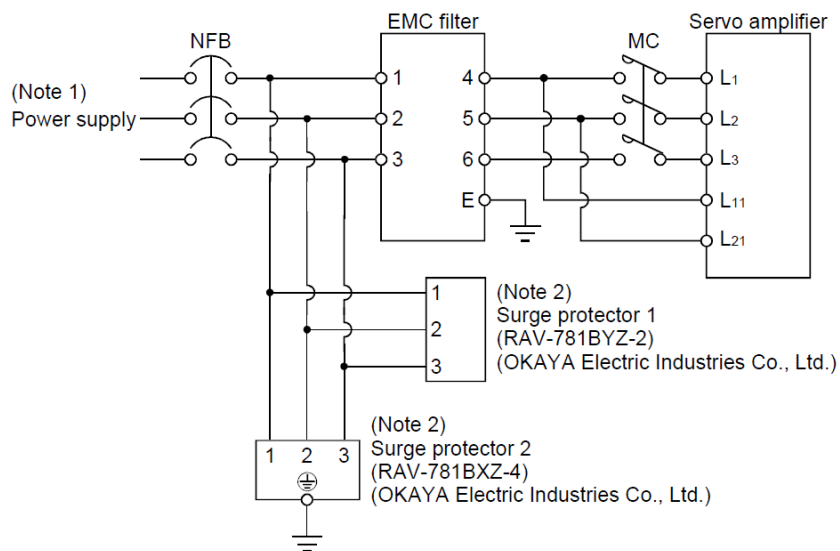 EMC filter
Servo amplifier
NFB
MC
(Note 1)
Power supply
1
2
3
4
5
6
E
L1
L2
L3
L11
L21
1
2
3
(Note 2)
Surge protector 1
(RAV-781BYZ-2)
(OKAYA Electric Industries Co., Ltd.)
1 2 3
(Note 2)
Surge protector 2
(RAV-781BXZ-4)
(OKAYA Electric Industries Co., Ltd.)